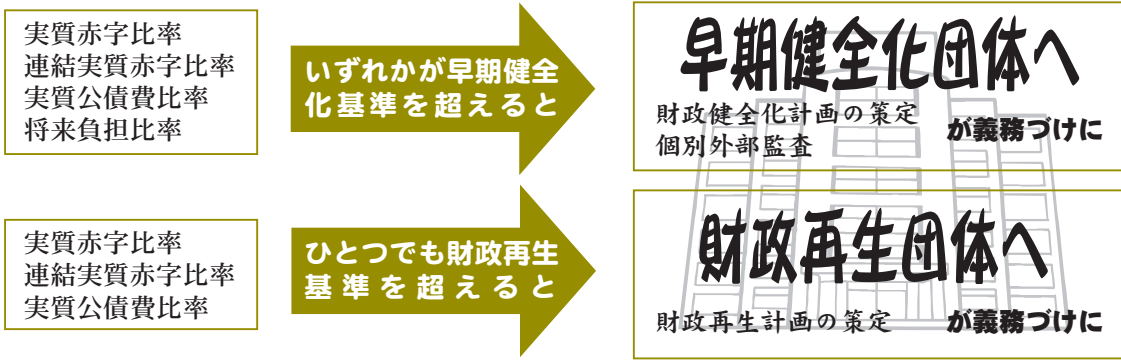 実質赤字比率
連結実質赤字比率
実質公債費比率
将来負担比率
いずれかが早期健全
化基準を超えると
早期健全化団体へ
財政健全化計画の策定
個別外部監査
が義務づけに
実質赤字比率
連結実質赤字比率
実質公債費比率
ひとつでも財政再生
基準を超えると
財政再生団体へ
財政再生計画の策定
が義務づけに